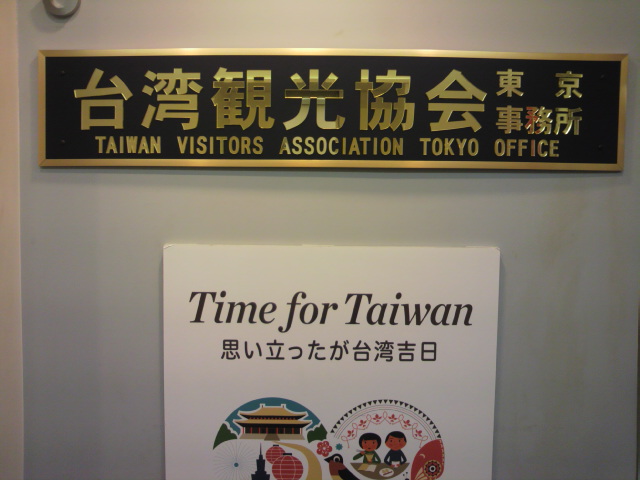 台湾観光協会 東京事務所
TAIWAN VISITORS ASSOCIATION TOKYO OFFICE
Time for Taiwan
思い立ったが台湾吉日